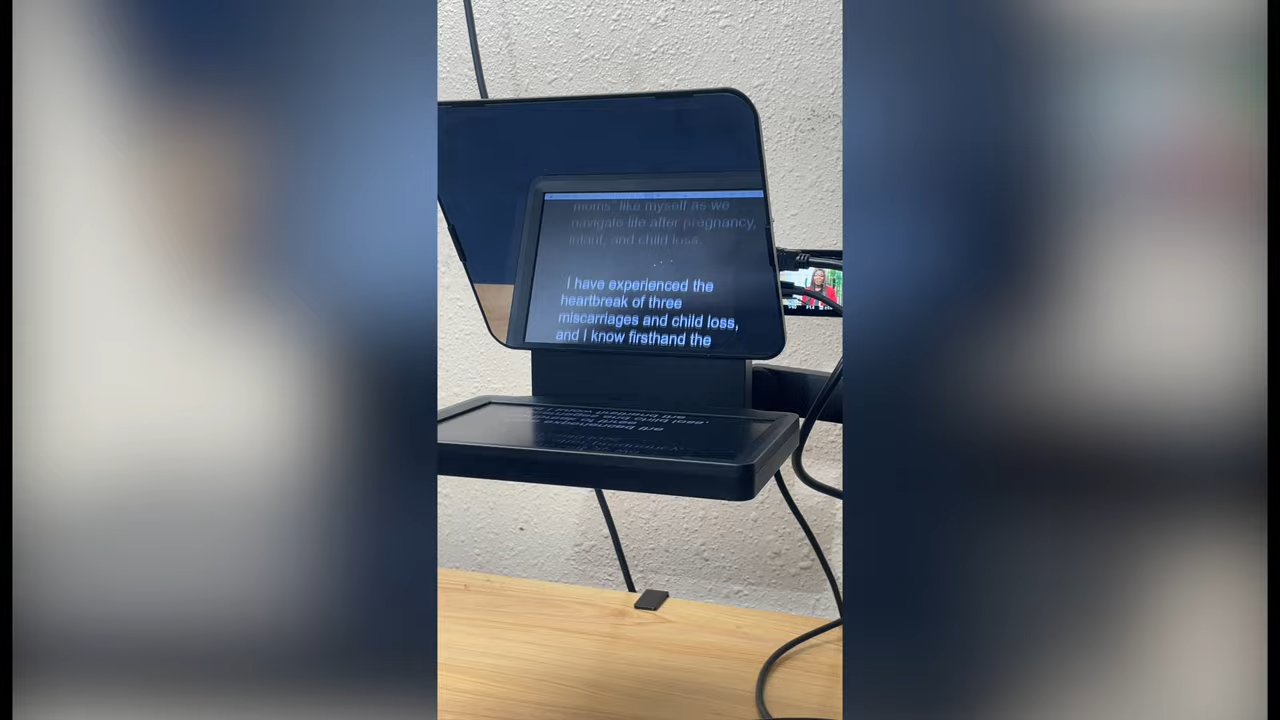 moms" like myself as we
navigate life after pregnancy,
infant, and child loss.
...
I have experienced the
heartbreak of three
miscarriages and child loss,
and I know firsthand the